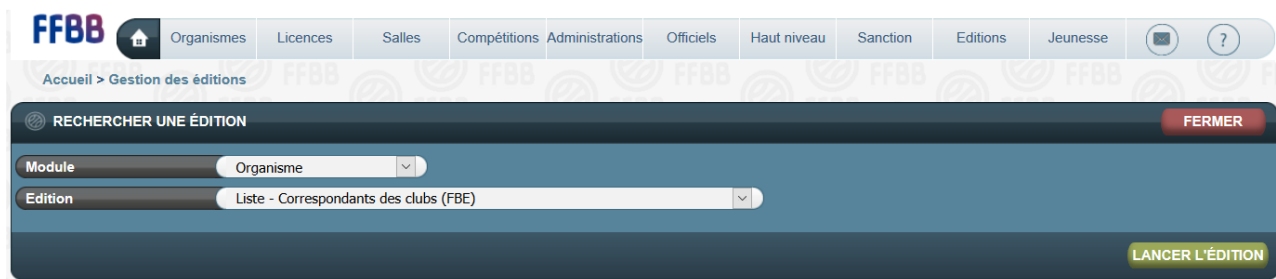 FFBB
Organismes Licences Salles Compétitions Administrations Officiels Haut niveau Sanction Editions Jeunesse ?
Accueil > Gestion des éditions
RECHERCHER UNE ÉDITION FERMER
Module Organisme
Edition Liste - Correspondants des clubs (FBE)
LANCER L'ÉDITION